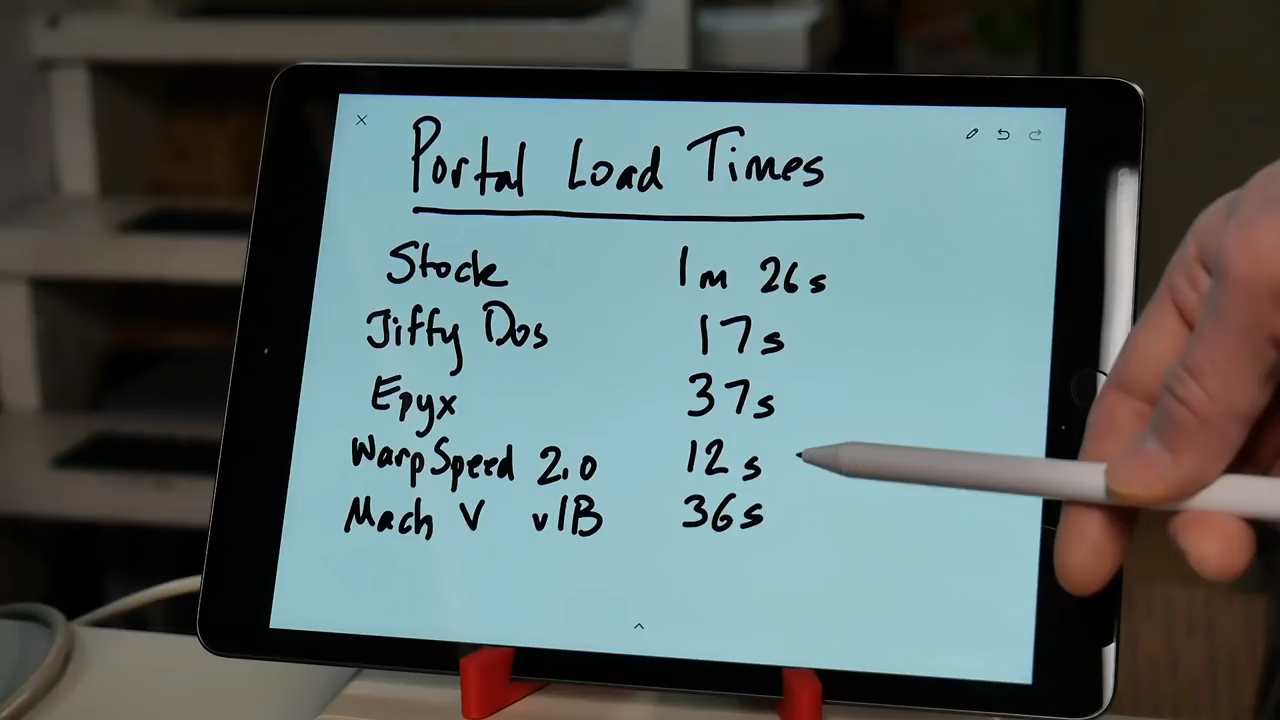 Portal Load Times
Stock 1m 26s
Jiffy Dos 17s
Epyx 37s
WarpSpeed 2.0 12s
Mach V v1B 36s